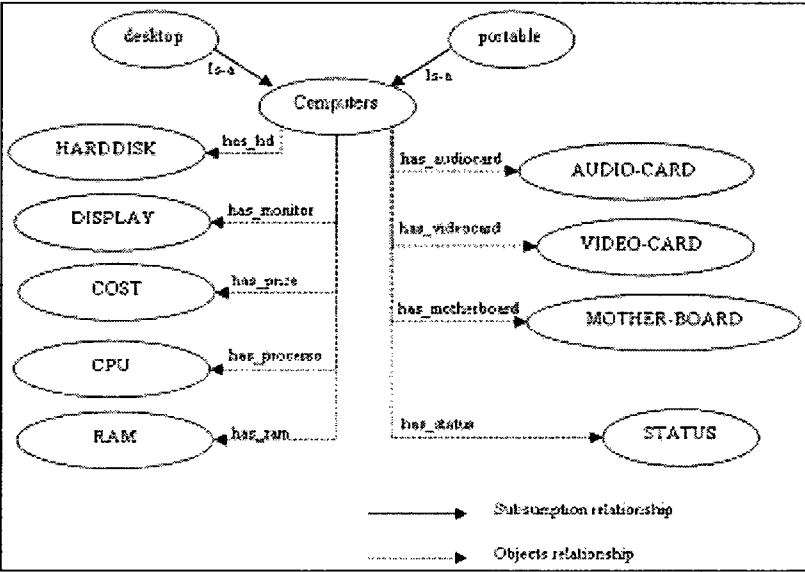 desktop
portable
Is-a
Is-a
Computers
HARDDISK
has_hd
has_audiocard
AUDIO-CARD
DISPLAY
has_monitor
has_videocard
VIDEO-CARD
COST
has_price
has_motherboard
MOTHER-BOARD
CPU
has_processo
RAM
has_ram
has_status
STATUS
Subsumption relationship
Objects relationship